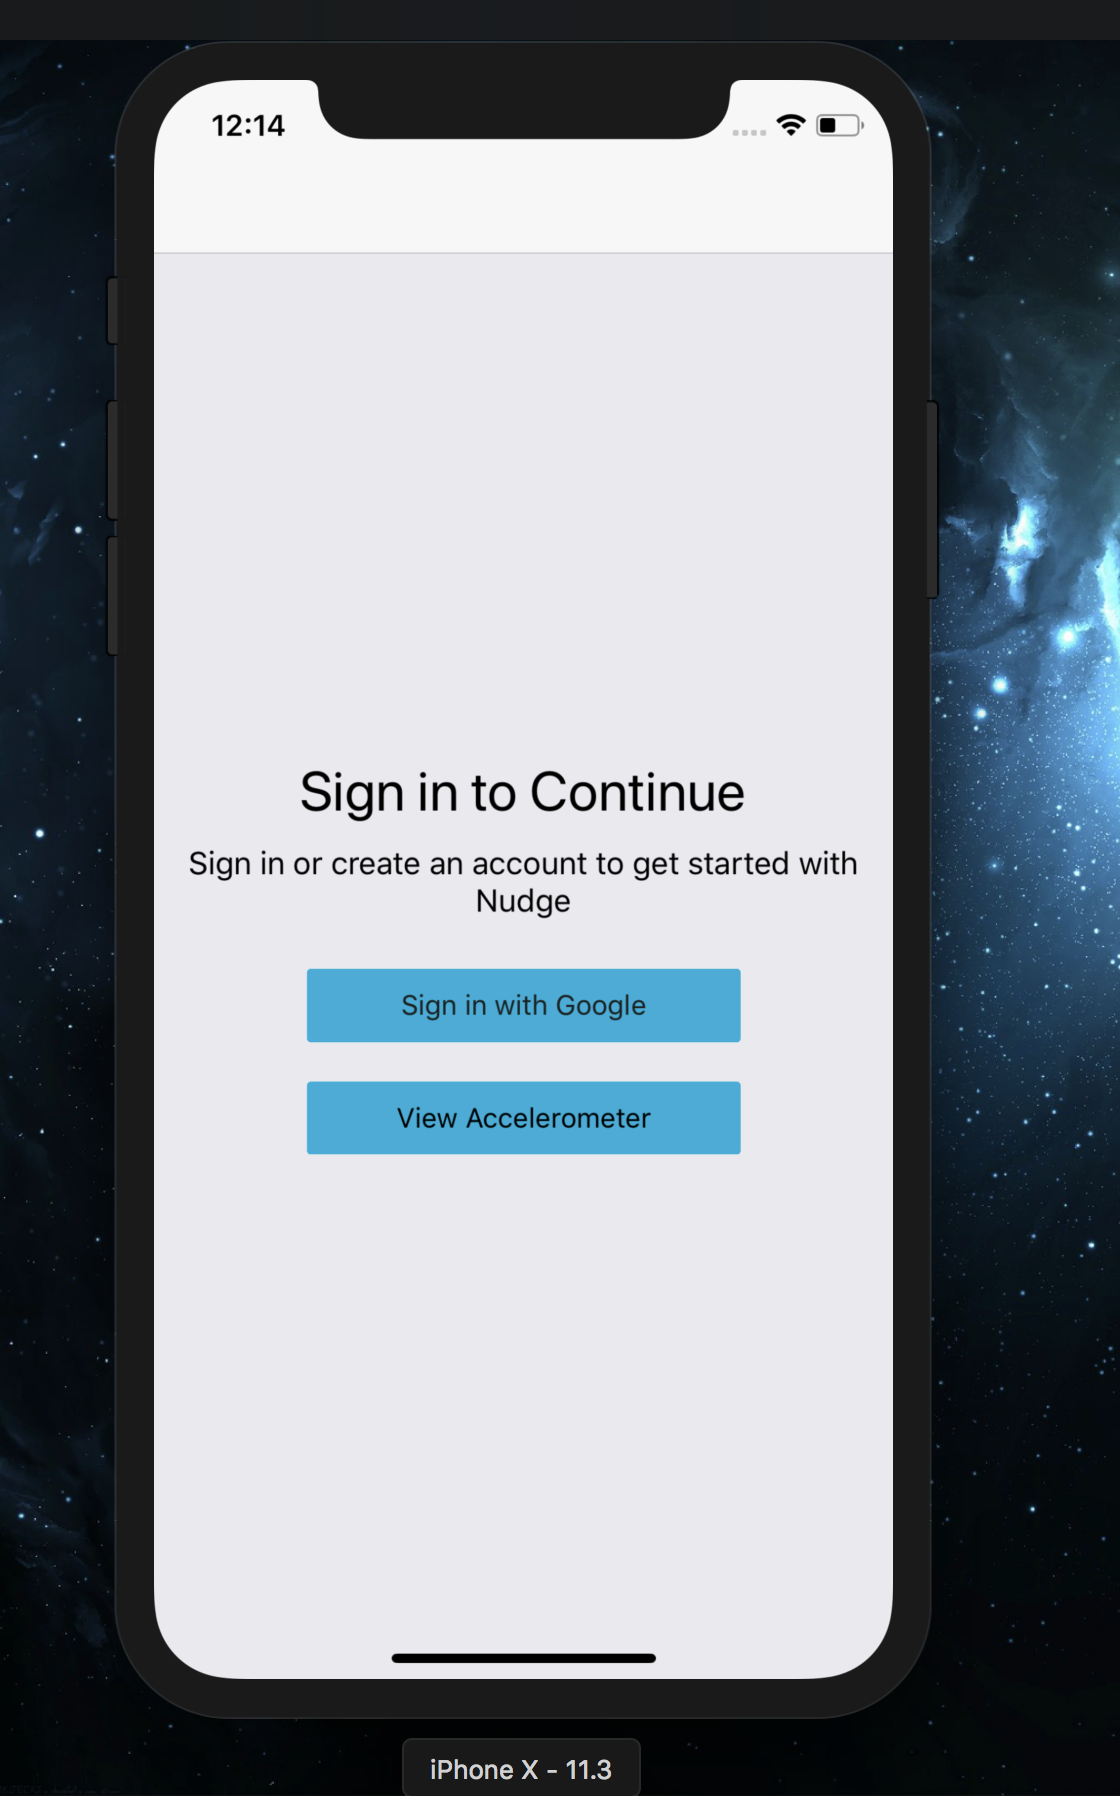 12:14
Sign in to Continue
Sign in or create an account to get started with
Nudge
Sign in with Google
View Accelerometer
iPhone X - 11.3